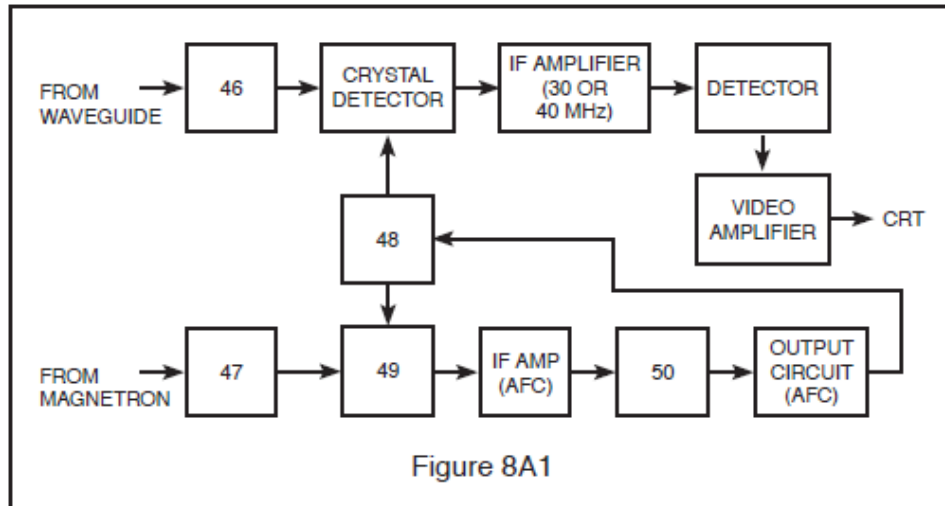 FROM
WAVEGUIDE
46
CRYSTAL
DETECTOR
IF AMPLIFIER
(30 OR
40 MHz)
DETECTOR
VIDEO
AMPLIFIER
CRT
48
FROM
MAGNETRON
47
49
IF AMP
(AFC)
50
OUTPUT
CIRCUIT
(AFC)
Figure 8A1